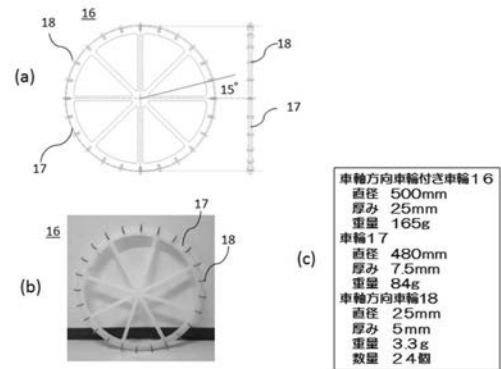 16
18
18
(a)
15°
17
17
16
17
18
(b)
(c)
車軸方向車輪付き車輪16
直径 500mm
厚み 25mm
重量 165g
車輪17
直径 480mm
厚み 7.5mm
重量 84g
車軸方向車輪18
直径 25mm
厚み 5mm
重量 3.3g
数量 24個